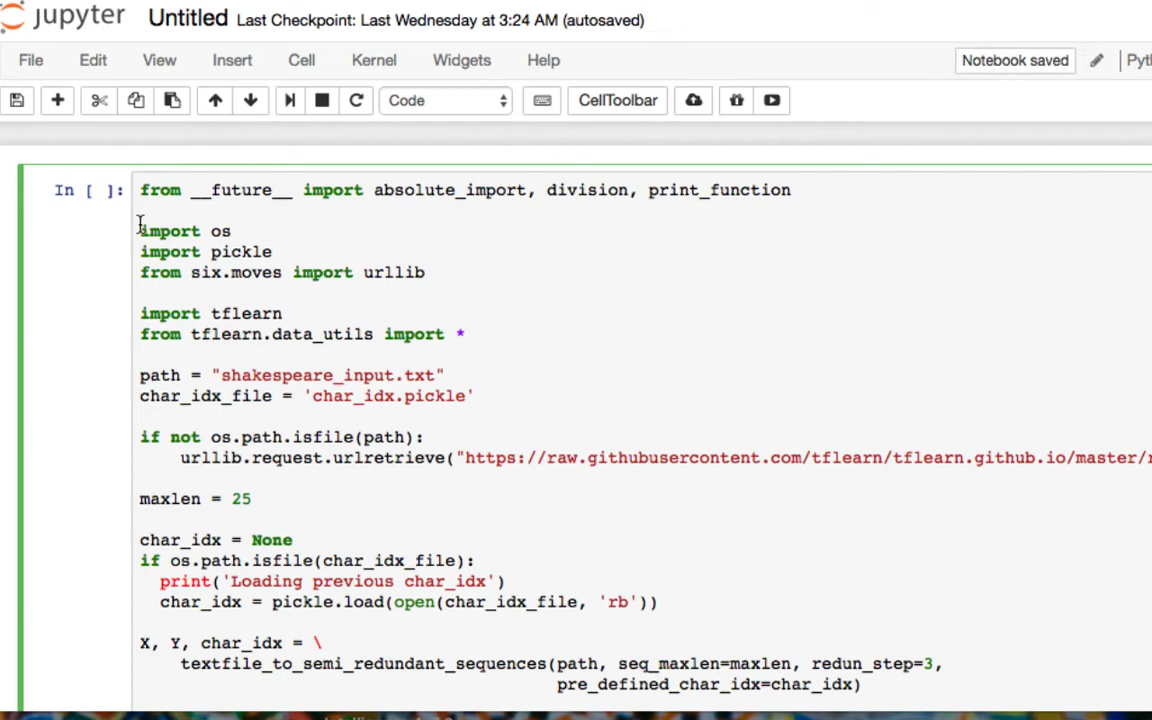 jupyter Untitled Last Checkpoint: Last Wednesday at 3:24 AM (autosaved)
File Edit View Insert Cell Kernel Widgets Help Notebook saved
Code CellToolbar
In [ ]: from __future__ import absolute_import, division, print_function
import os
import pickle
from six.moves import urllib
import tflearn
from tflearn.data_utils import *
path = "shakespeare_input.txt"
char_idx_file = 'char_idx.pickle'
if not os.path.isfile(path):
urllib.request.urlretrieve("https://raw.githubusercontent.com/tflearn/tflearn.github.io/master/
maxlen = 25
char_idx = None
if os.path.isfile(char_idx_file):
print('Loading previous char_idx')
char_idx = pickle.load(open(char_idx_file, 'rb'))
X, Y, char_idx = \
textfile_to_semi_redundant_sequences(path, seq_maxlen=maxlen, redun_step=3,
pre_defined_char_idx=char_idx)